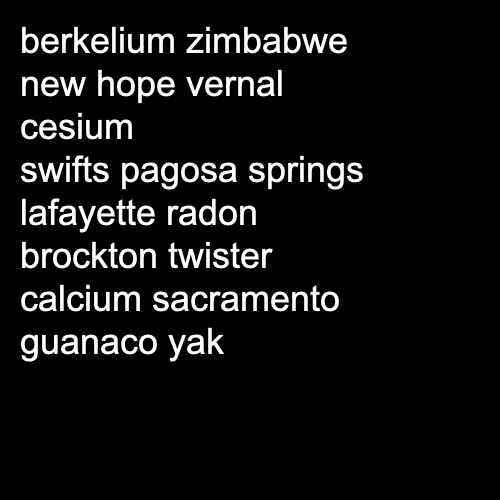 berkelium zimbabwe
new hope vernal
cesium
swifts pagosa springs
lafayette radon
brockton twister
calcium sacramento
guanaco yak